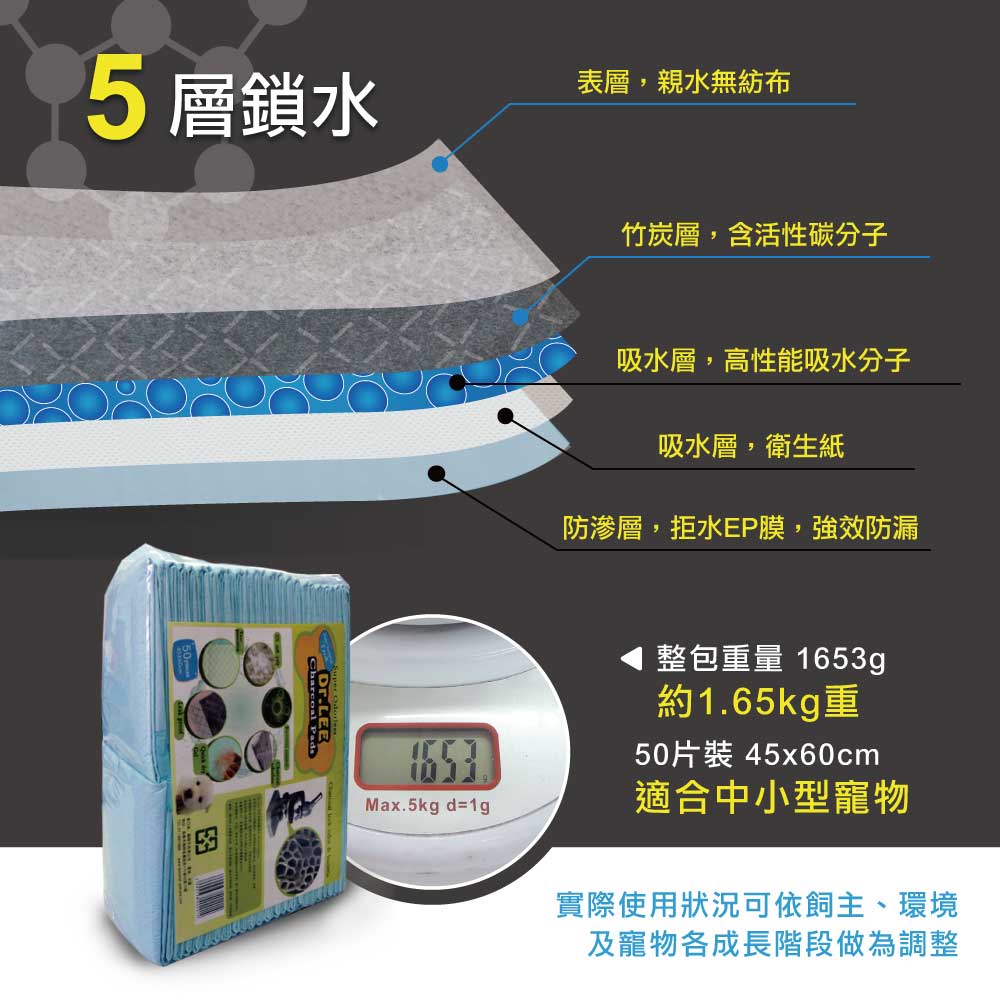 5層鎖水
表層，親水無紡布
竹炭層，含活性碳分子
吸水層，高性能吸水分子
吸水層，衛生紙
防滲層，拒水EP膜，強效防漏
整包重量 1653g
約1.65kg重
50片裝 45x60cm
適合中小型寵物
1653g
Max.5kg d=1g
Dr.LEE
Charcoal Pads
50
Quick dry
實際使用狀況可依飼主、環境
及寵物各成長階段做為調整